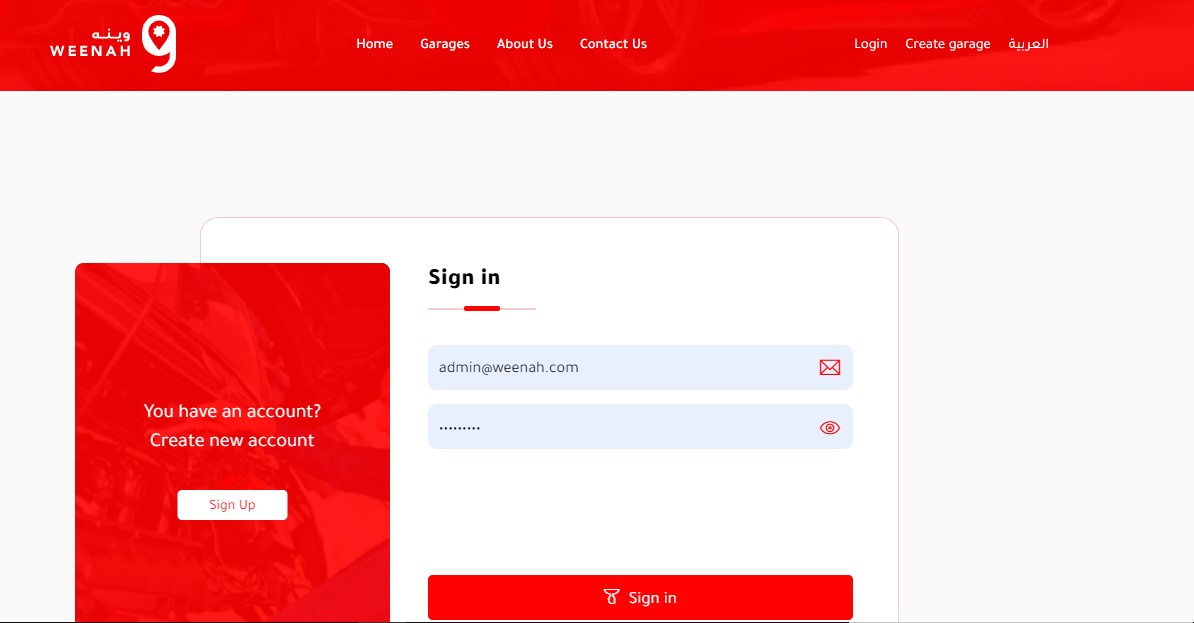 وينه
WEENAH
Home
Garages
About Us
Contact Us
Login
Create garage
العربية
Sign in
admin@weenah.com
•••••••••
You have an account?
Create new account
Sign Up
Sign in